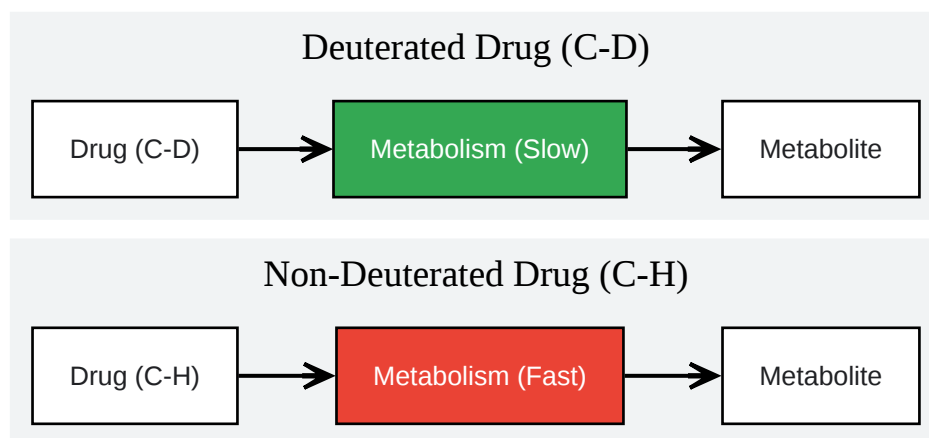 Deuterated Drug (C-D)
Drug (C-D)
Metabolism (Slow)
Metabolite
Non-Deuterated Drug (C-H)
Drug (C-H)
Metabolism (Fast)
Metabolite